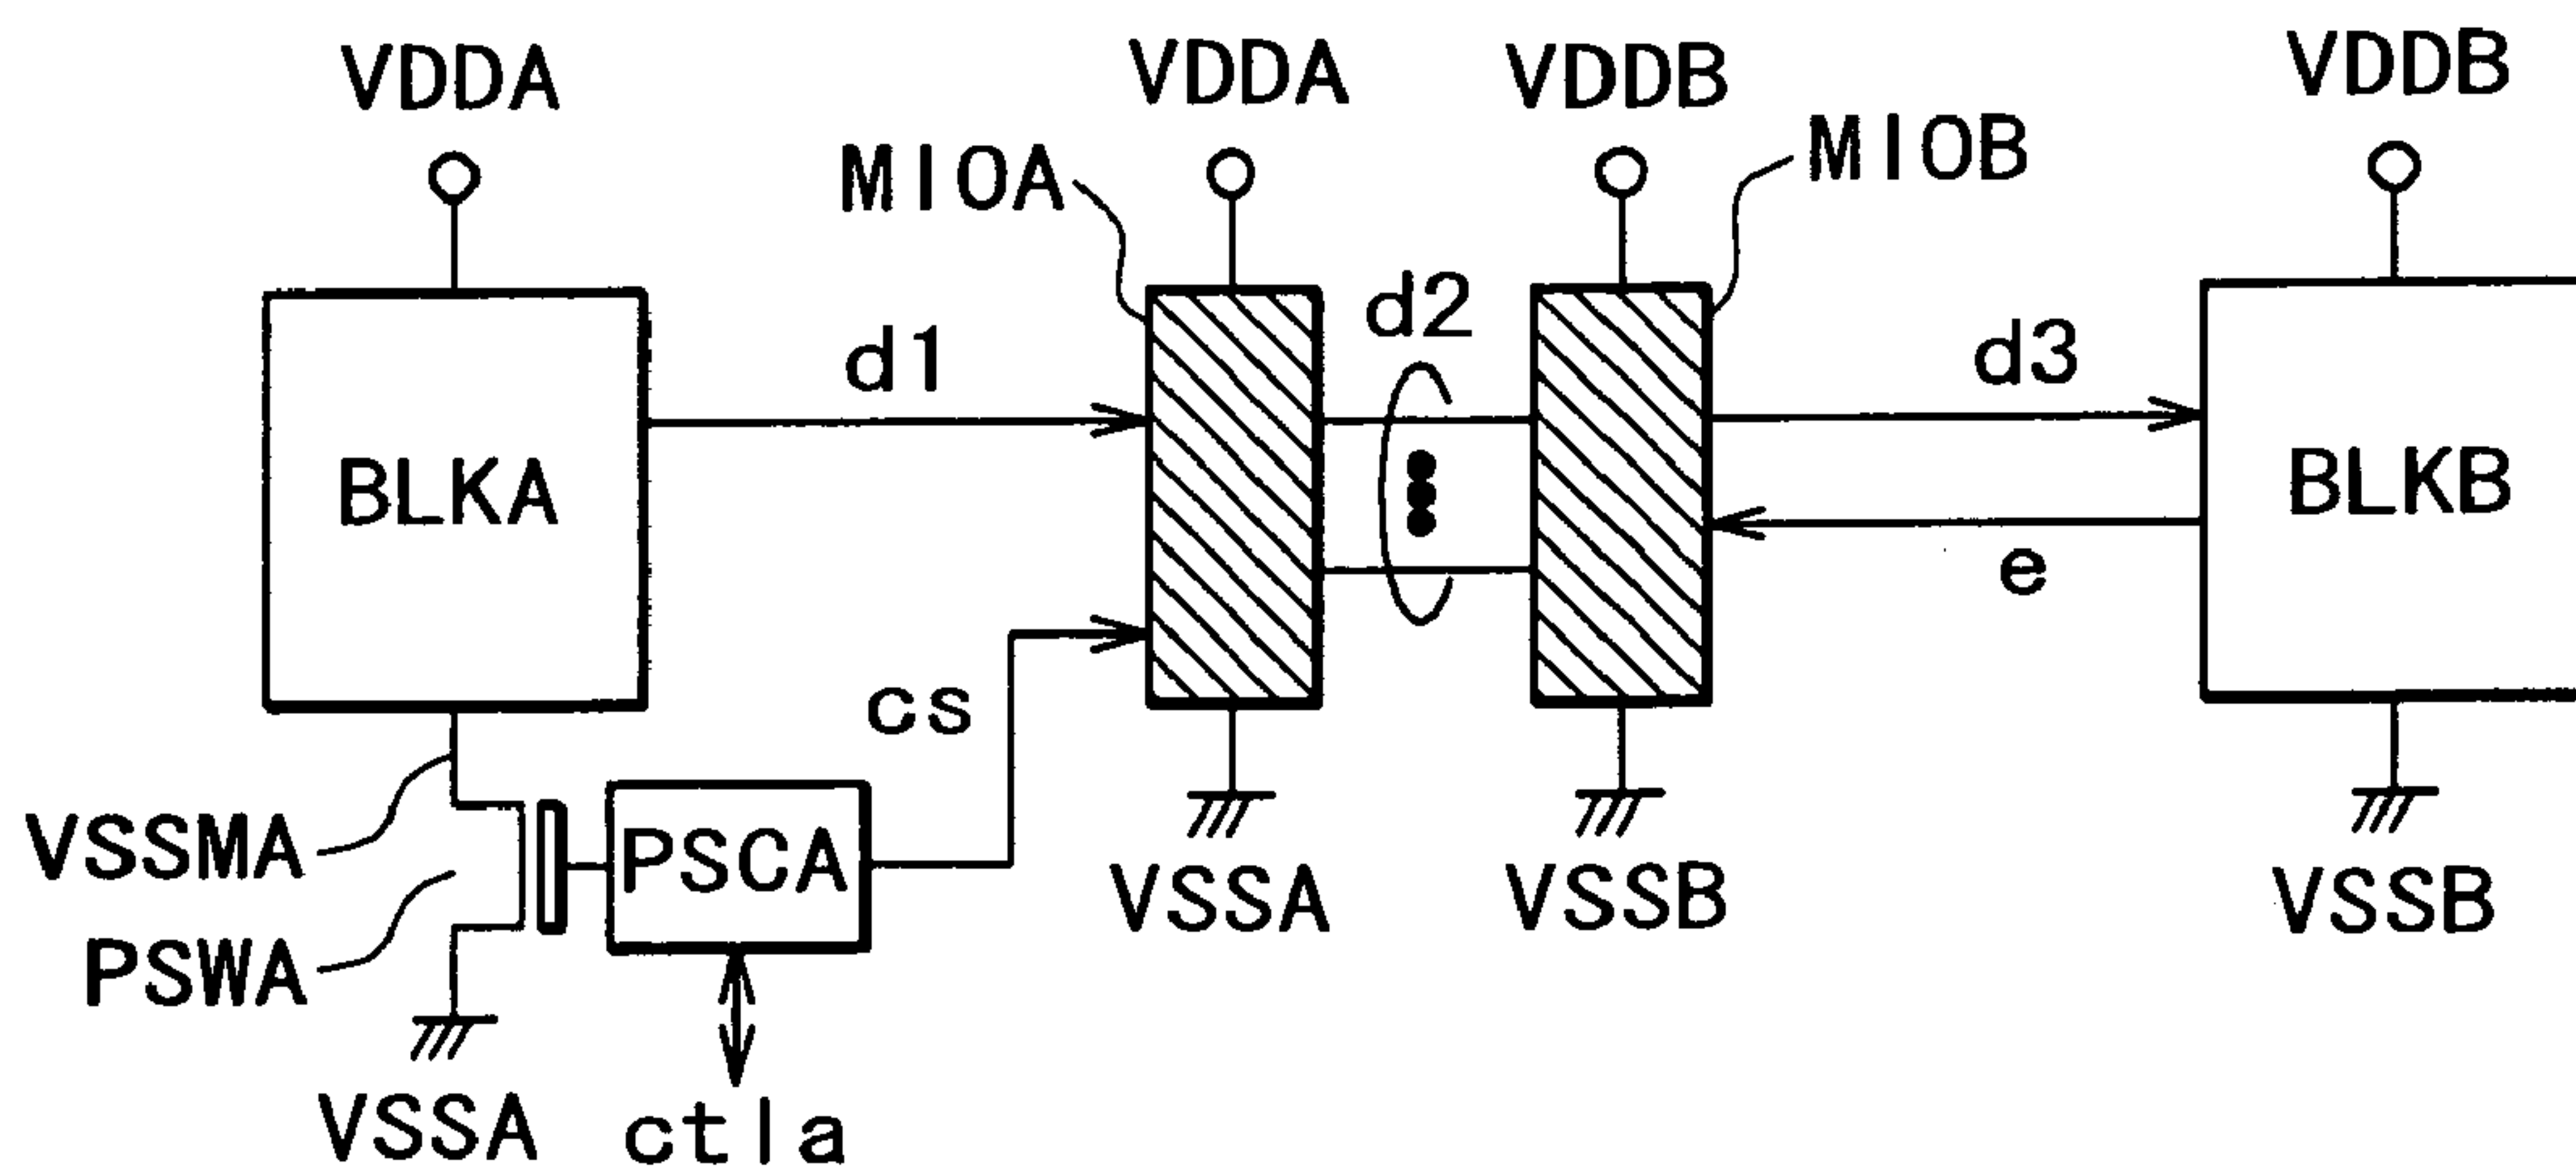 VDDA
VDDA
VDDB
VDDB
MIOA
MIOB
d2
d1
d3
BLKA
BLKB
e
cs
VSSMA
PSCA
VSSA
VSSB
VSSB
PSWA
VSSA
ctla